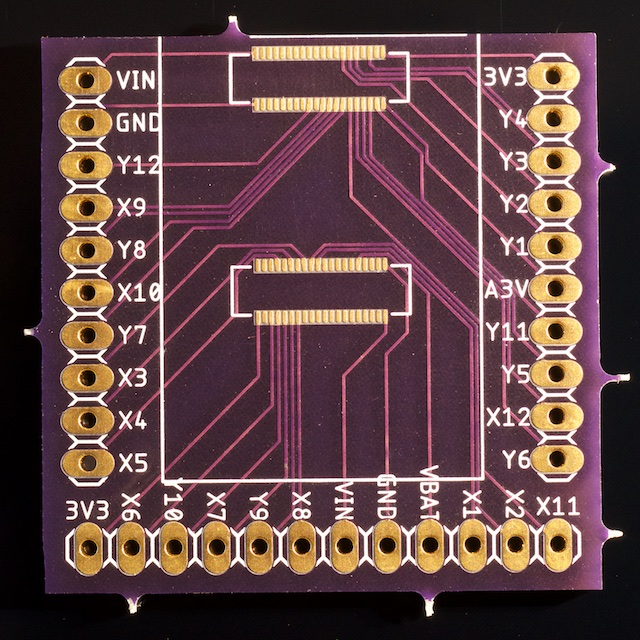 VIN
GND
Y12
X9
Y8
X10
Y7
X3
X4
X5
3V3
Y4
Y3
Y2
Y1
A3V
Y11
Y5
X12
Y6
3V3
X6
Y10
X7
Y9
X8
VIN
GND
VBAT
X1
X2
X11